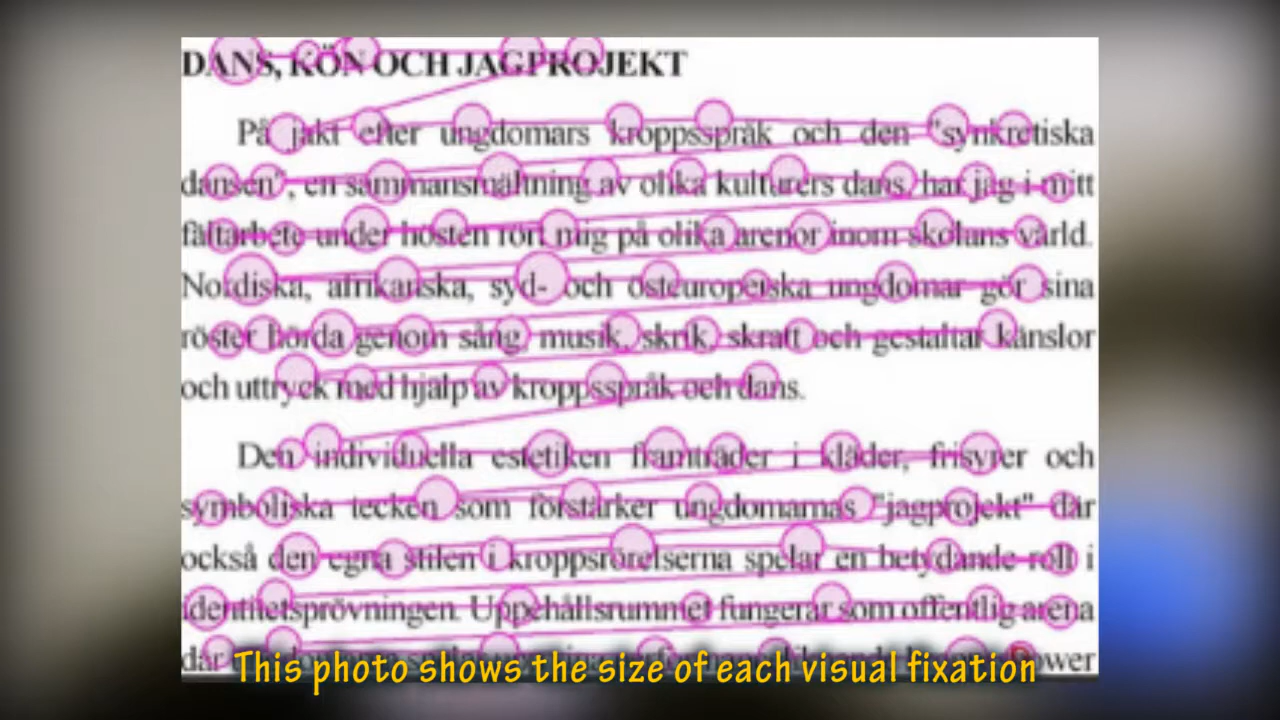 DANS, KÖN OCH JAGPROJEKT
På jakt efter ungdomars kroppsspråk och den "synkretiska
dansen", en sammansmältning av olika kulturers dans, har jag i mitt
fältarbete under hösten rört mig på olika arenor inom skolans värld.
Nordiska, afrikanska, syd- och östeuropeiska ungdomar gör sina
röster hörda genom sång, musik, skrik, skratt och gestaltar känslor
och uttryck med hjälp av kroppsspråk och dans.
Den individuella estetiken framträder i kläder, frisyrer och
symboliska tecken som förstärker ungdomarnas "jagprojekt" där
också den egna stilen i kroppsrörelserna spelar en betydande roll i
identitetsprövningen. Uppehållsrummet fungerar som offentlig arena
där
This photo shows the size of each visual fixation